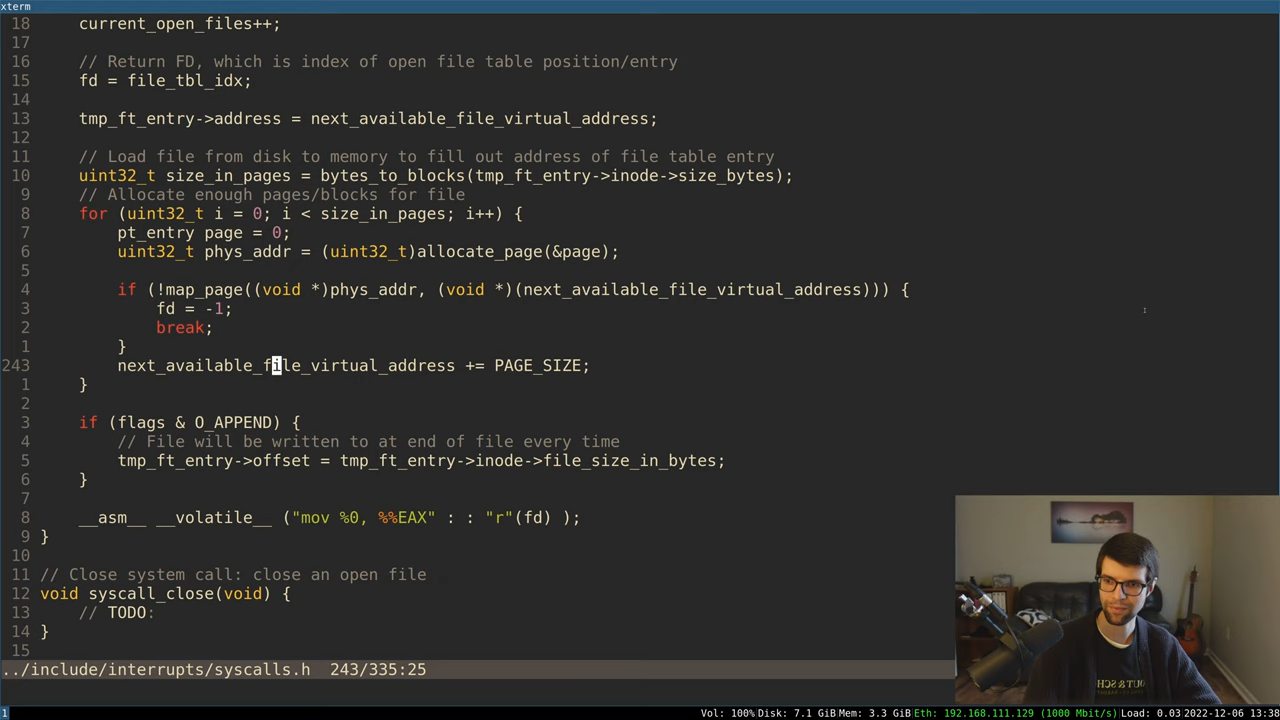 xterm
18 current_open_files++;
17
16 // Return FD, which is index of open file table position/entry
15 fd = file_tbl_idx;
14
13 tmp_ft_entry->address = next_available_file_virtual_address;
12
11 // Load file from disk to memory to fill out address of file table entry
10 uint32_t size_in_pages = bytes_to_blocks(tmp_ft_entry->inode->size_bytes);
9 // Allocate enough pages/blocks for file
8 for (uint32_t i = 0; i < size_in_pages; i++) {
7 pt_entry page = 0;
6 uint32_t phys_addr = (uint32_t)allocate_page(&page);
5
4 if (!map_page((void *)phys_addr, (void *)(next_available_file_virtual_address))) {
3 fd = -1;
2 break;
1 }
243 next_available_file_virtual_address += PAGE_SIZE;
1 }
2
3 if (flags & O_APPEND) {
4 // File will be written to at end of file every time
5 tmp_ft_entry->offset = tmp_ft_entry->inode->file_size_in_bytes;
6 }
7
8 __asm__ __volatile__ ("mov %0, %%EAX" : : "r"(fd) );
9 }
10
11 // Close system call: close an open file
12 void syscall_close(void) {
13 // TODO:
14 }
15
../include/interrupts/syscalls.h 243/335:25
1 Vol: 100% Disk: 7.1 GiB Mem: 3.3 GiB Eth: 192.168.111.129 (1000 Mbit/s) Load: 0.03 2022-12-06 13:38